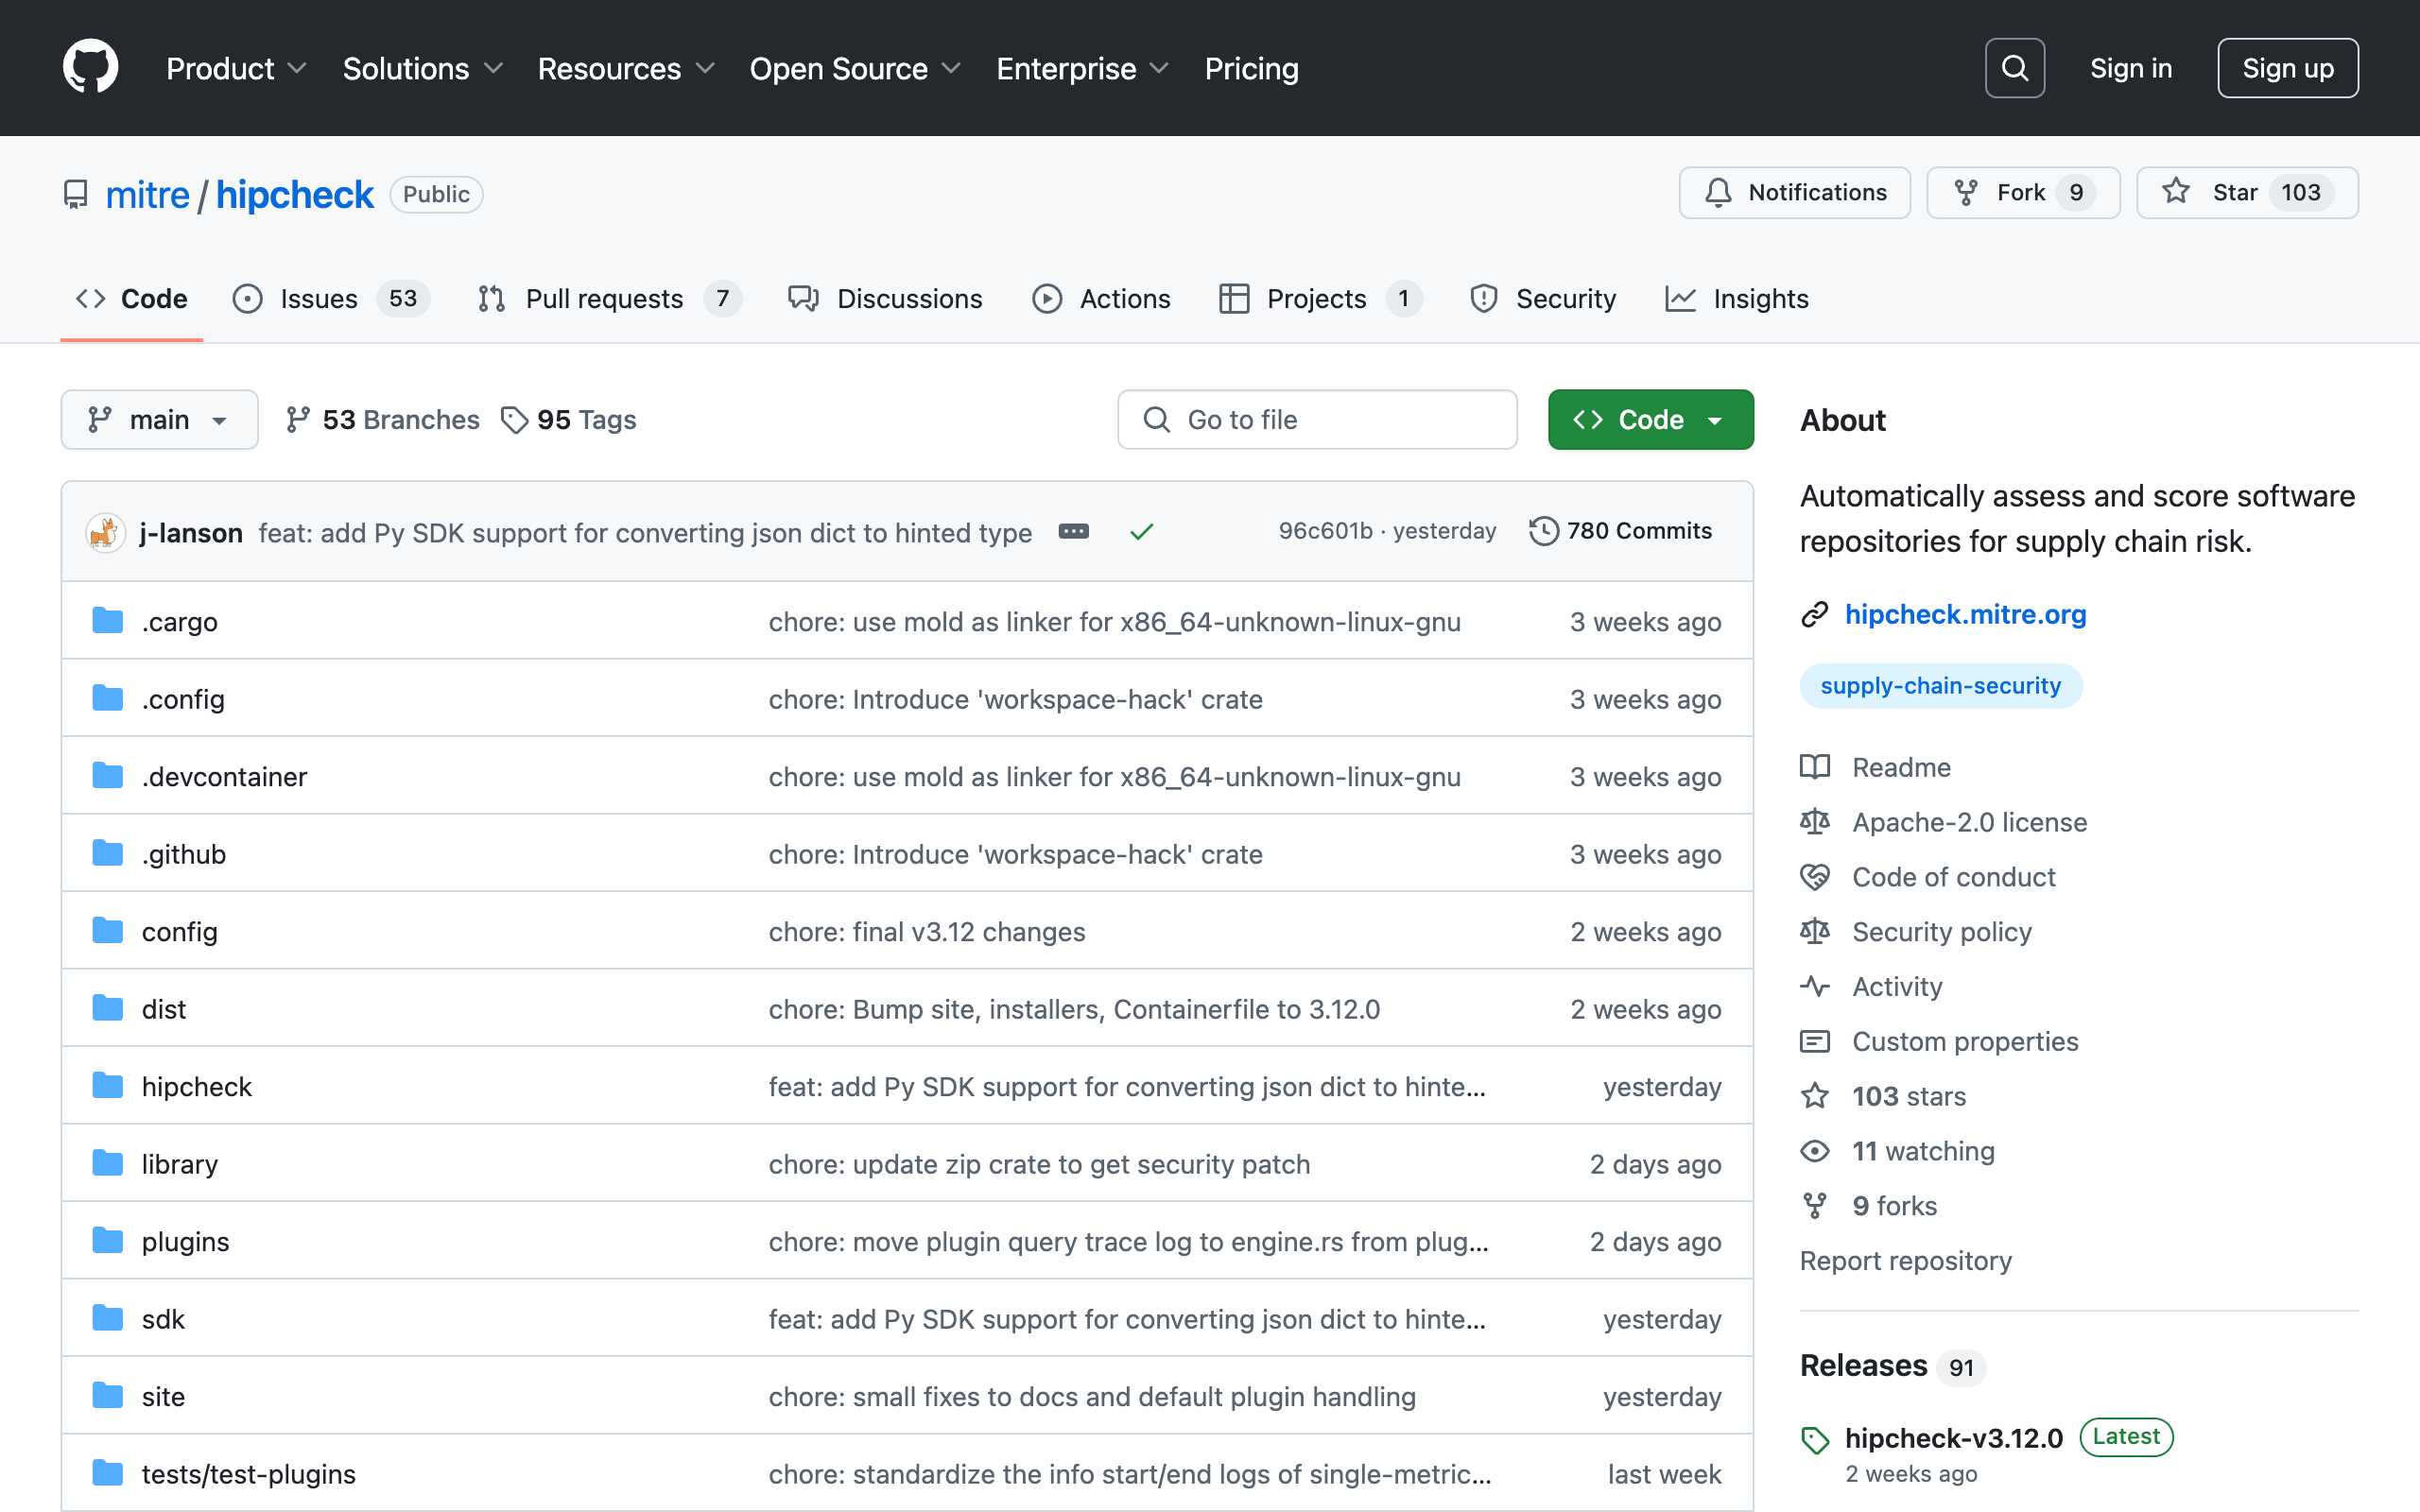 Product Solutions Resources Open Source Enterprise Pricing Sign in Sign up
mitre / hipcheck Public Notifications Fork 9 Star 103
Code Issues 53 Pull requests 7 Discussions Actions Projects 1 Security Insights
main 53 Branches 95 Tags Go to file Code
j-lanson feat: add Py SDK support for converting json dict to hinted type 96c601b · yesterday 780 Commits
.cargo chore: use mold as linker for x86_64-unknown-linux-gnu 3 weeks ago
.config chore: Introduce 'workspace-hack' crate 3 weeks ago
.devcontainer chore: use mold as linker for x86_64-unknown-linux-gnu 3 weeks ago
.github chore: Introduce 'workspace-hack' crate 3 weeks ago
config chore: final v3.12 changes 2 weeks ago
dist chore: Bump site, installers, Containerfile to 3.12.0 2 weeks ago
hipcheck feat: add Py SDK support for converting json dict to hinte... yesterday
library chore: update zip crate to get security patch 2 days ago
plugins chore: move plugin query trace log to engine.rs from plug... 2 days ago
sdk feat: add Py SDK support for converting json dict to hinte... yesterday
site chore: small fixes to docs and default plugin handling yesterday
tests/test-plugins chore: standardize the info start/end logs of single-metric... last week
About
Automatically assess and score software
repositories for supply chain risk.
hipcheck.mitre.org
supply-chain-security
Readme
Apache-2.0 license
Code of conduct
Security policy
Activity
Custom properties
103 stars
11 watching
9 forks
Report repository
Releases 91
hipcheck-v3.12.0 Latest
2 weeks ago